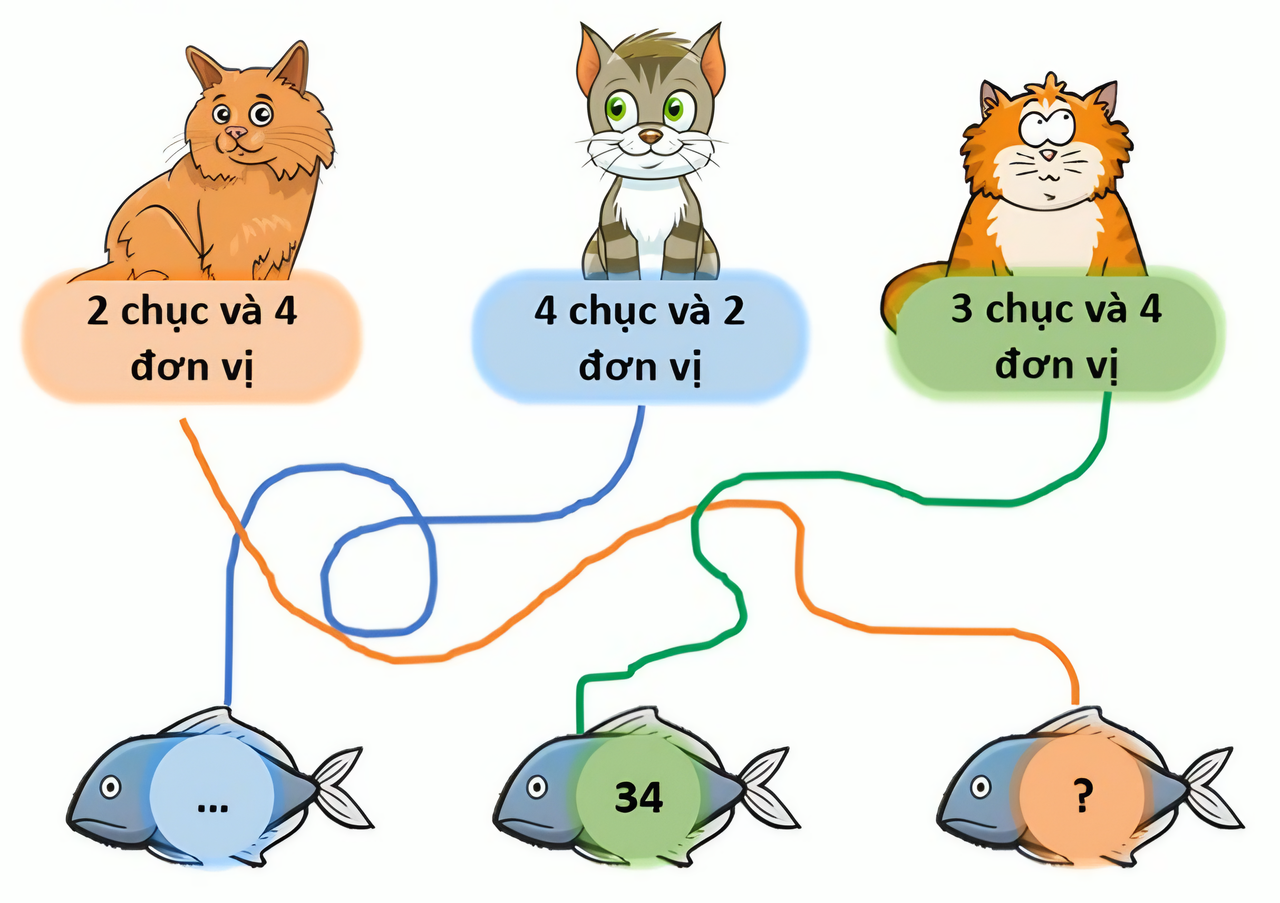 2 chục và 4
đơn vị
4 chục và 2
đơn vị
3 chục và 4
đơn vị
...
34
?